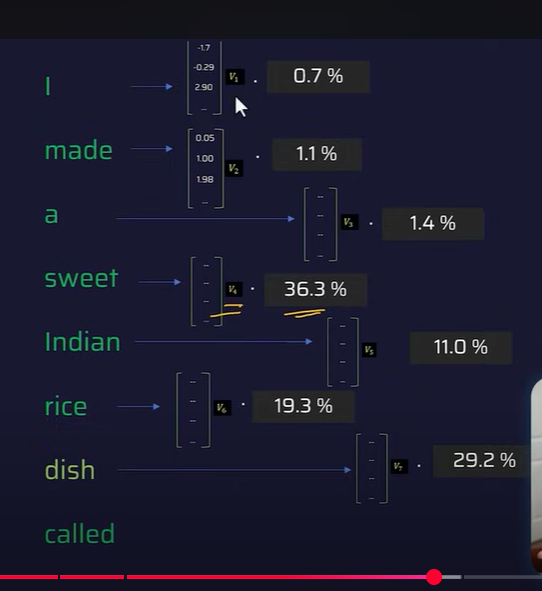 -1.7
I -0.29 V₁ . 0.7 %
2.90
0.05
made 1.00 V₂ . 1.1 %
1.98
a V₃ . 1.4 %
sweet V₄ . 36.3 %
Indian V₅ 11.0 %
rice V₆ . 19.3 %
dish V₇ . 29.2 %
called